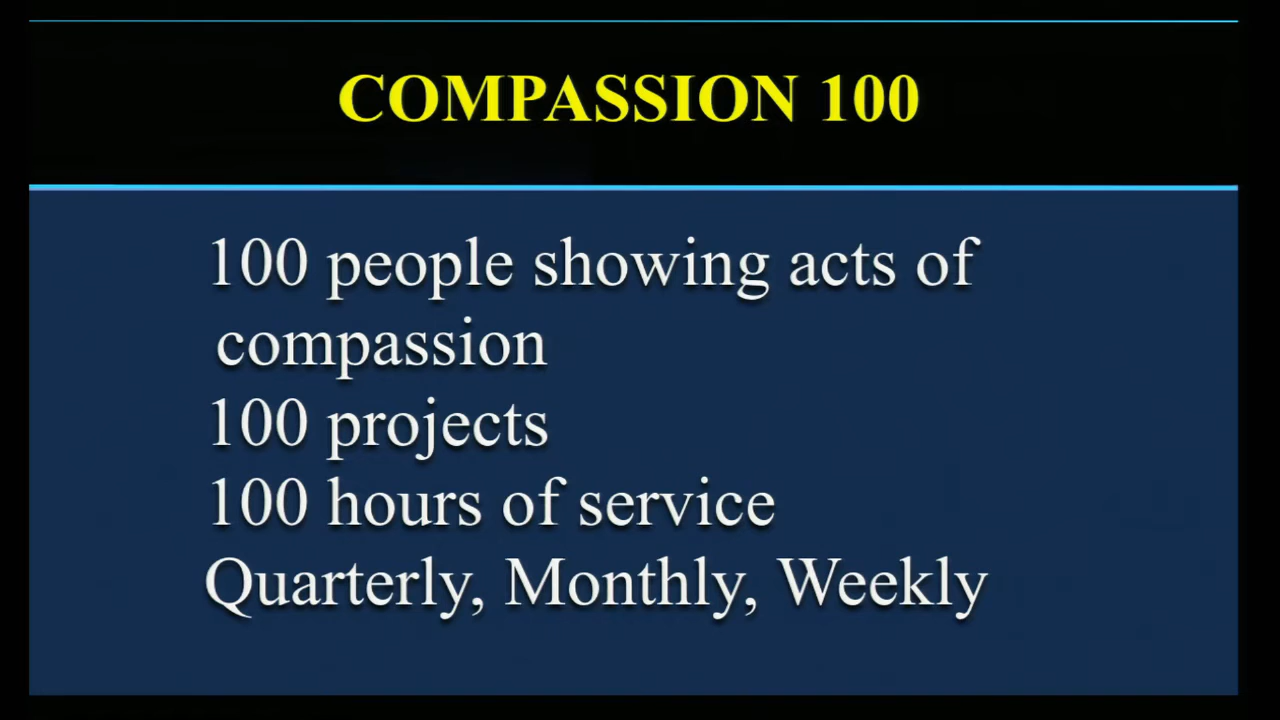 COMPASSION 100
100 people showing acts of
compassion
100 projects
100 hours of service
Quarterly, Monthly, Weekly